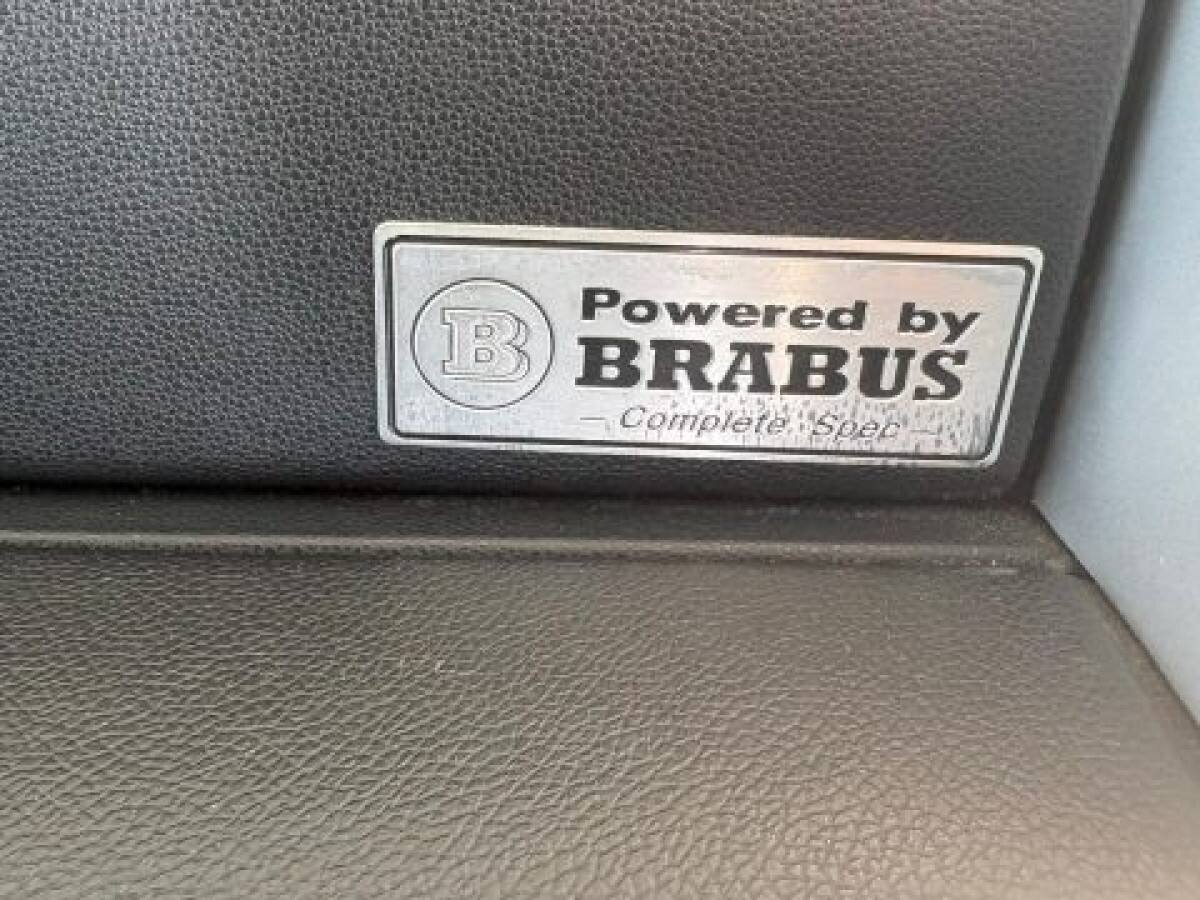 B
Powered by
BRABUS
– Complete Spec –